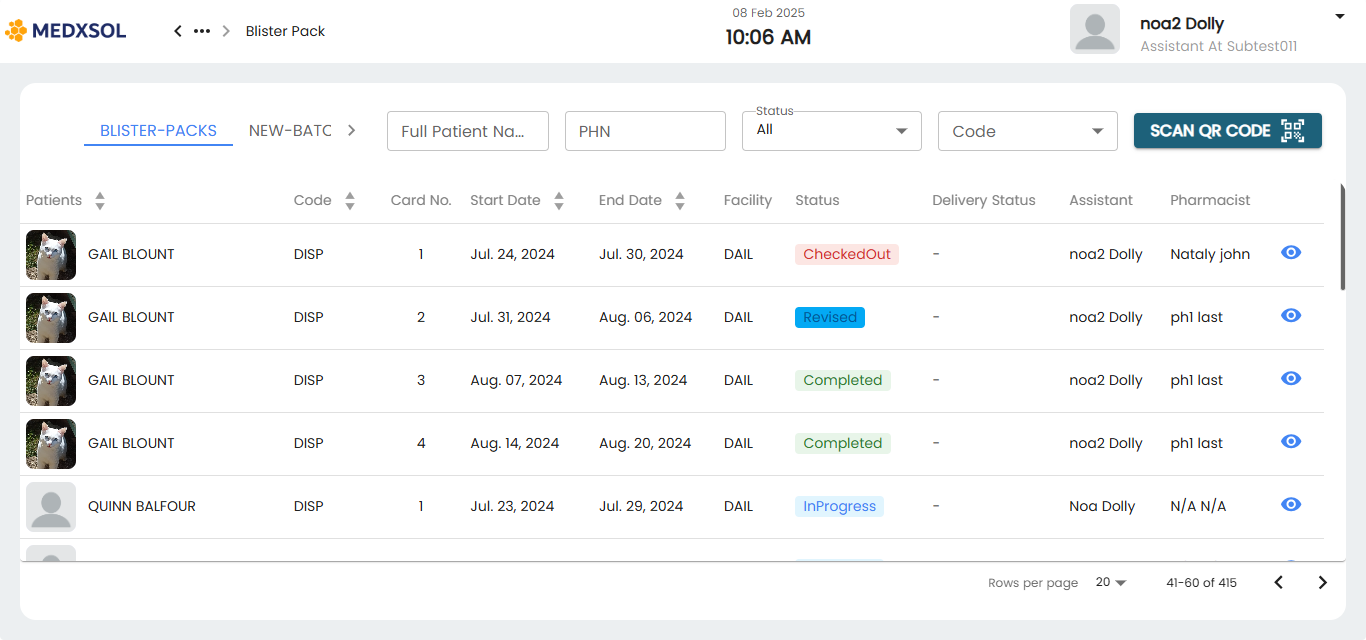 MEDXSOL
Blister Pack
08 Feb 2025
10:06 AM
noa2 Dolly
Assistant At Subtest011
BLISTER-PACKS
NEW-BATC
Full Patient Na...
PHN
Status
All
Code
SCAN QR CODE
Patients Code Card No. Start Date End Date Facility Status Delivery Status Assistant Pharmacist
GAIL BLOUNT DISP 1 Jul. 24, 2024 Jul. 30, 2024 DAIL CheckedOut - noa2 Dolly Nataly john
GAIL BLOUNT DISP 2 Jul. 31, 2024 Aug. 06, 2024 DAIL Revised - noa2 Dolly ph1 last
GAIL BLOUNT DISP 3 Aug. 07, 2024 Aug. 13, 2024 DAIL Completed - noa2 Dolly ph1 last
GAIL BLOUNT DISP 4 Aug. 14, 2024 Aug. 20, 2024 DAIL Completed - noa2 Dolly ph1 last
QUINN BALFOUR DISP 1 Jul. 23, 2024 Jul. 29, 2024 DAIL InProgress - Noa Dolly N/A N/A
Rows per page 20 41-60 of 415